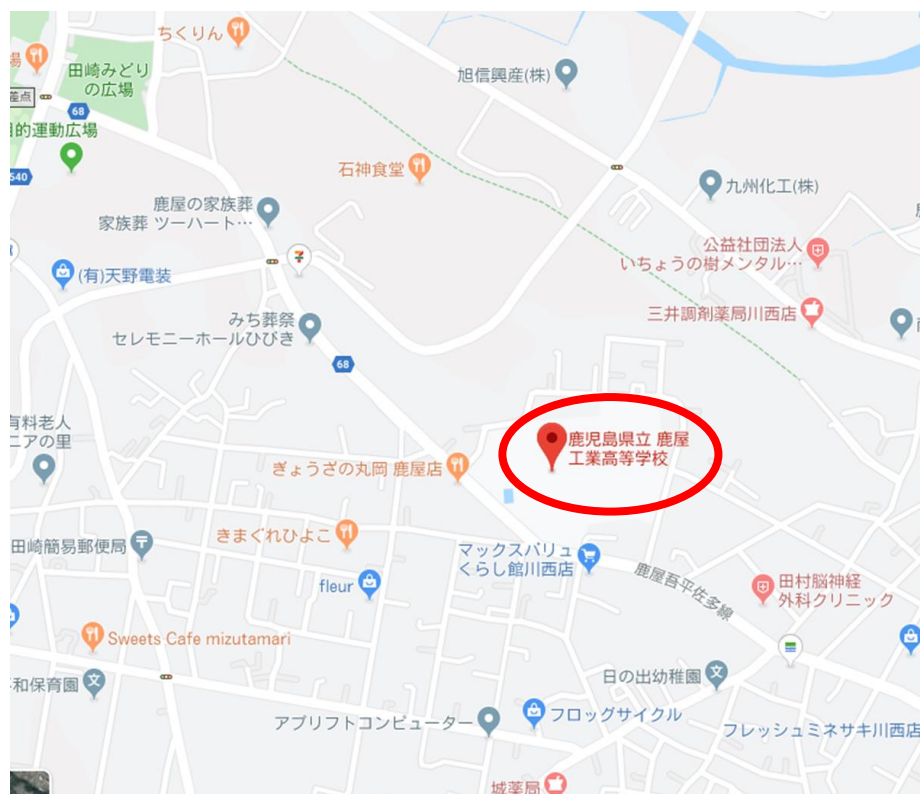 ちくりん
田崎みどり
の広場
旭信興産(株)
差点
68
目的運動広場
石神食堂
九州化工(株)
540
鹿屋の家族葬
家族葬 ツーハート…
公益社団法人
いちょうの樹メンタル…
(有)天野電装
三井調剤薬局川西店
みち葬祭
セレモニーホールひびき
68
有料老人
ニアの里
鹿児島県立 鹿屋
工業高等学校
ぎょうざの丸岡 鹿屋店
きまぐれひよこ
田崎簡易郵便局
マックスバリュ
くらし館川西店
fleur
鹿屋吾平佐多線
田村脳神経
外科クリニック
Sweets Cafe mizutamari
日の出幼稚園
和保育園
アプリフトコンピューター
フロッグサイクル
フレッシュミネサキ川西店
城薬局